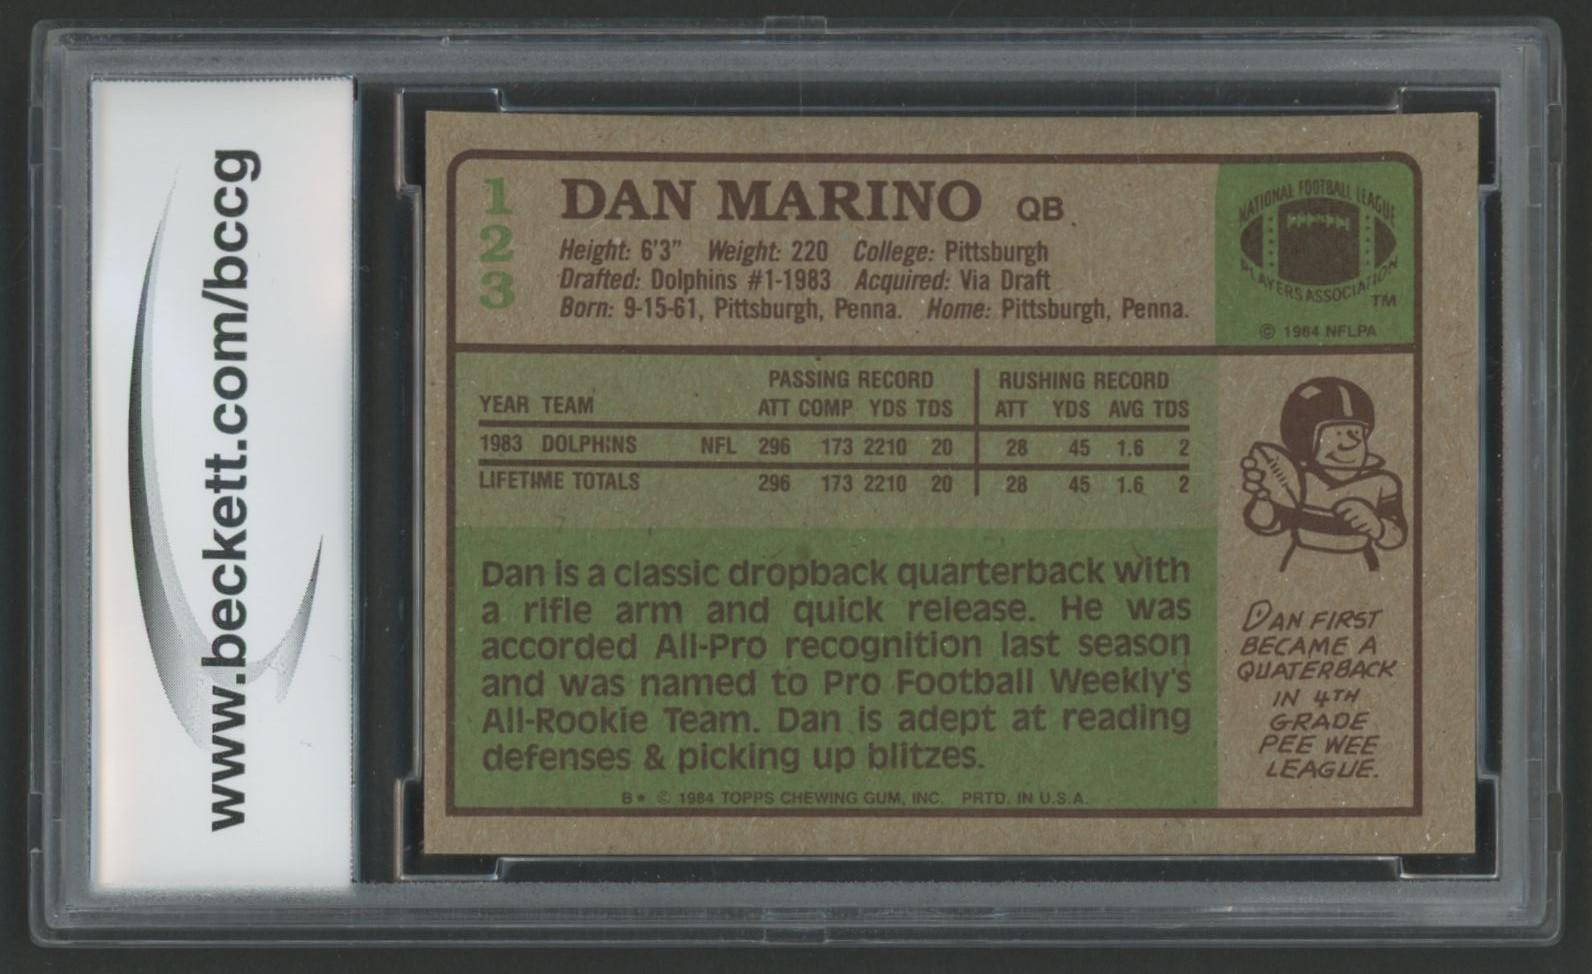 www.beckett.com/bccg
123
DAN MARINO QB
Height: 6'3" Weight: 220 College: Pittsburgh
Drafted: Dolphins #1-1983 Acquired: Via Draft
Born: 9-15-61, Pittsburgh, Penna. Home: Pittsburgh, Penna.
NATIONAL FOOTBALL LEAGUE
PLAYERS ASSOCIATION
TM
© 1984 NFLPA
PASSING RECORD RUSHING RECORD
YEAR TEAM ATT COMP YDS TDS ATT YDS AVG TDS
1983 DOLPHINS NFL 296 173 2210 20 28 45 1.6 2
LIFETIME TOTALS 296 173 2210 20 28 45 1.6 2
Dan is a classic dropback quarterback with
a rifle arm and quick release. He was
accorded All-Pro recognition last season
and was named to Pro Football Weekly's
All-Rookie Team. Dan is adept at reading
defenses & picking up blitzes.
DAN FIRST
BECAME A
QUATERBACK
IN 4TH
GRADE
PEE WEE
LEAGUE.
B* © 1984 TOPPS CHEWING GUM, INC. PRTD. IN U.S.A.